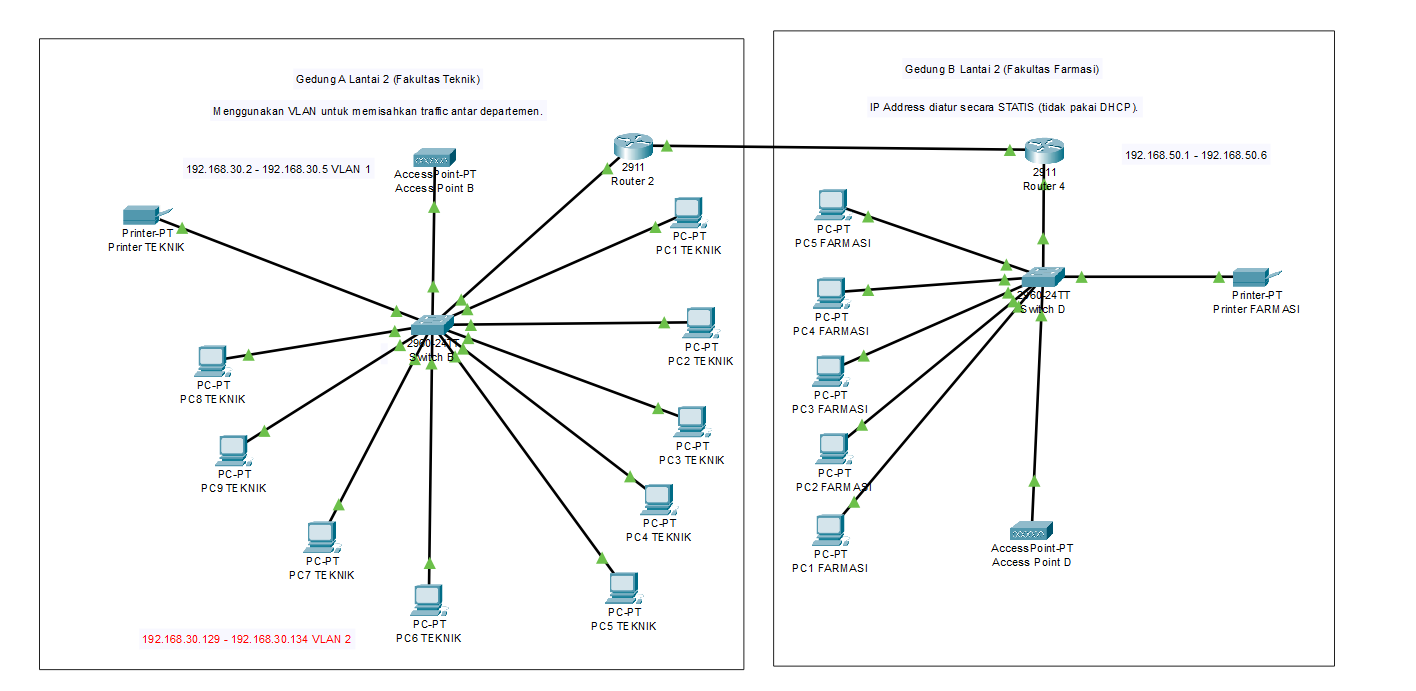 Gedung A Lantai 2 (Fakultas Teknik)
Menggunakan VLAN untuk memisahkan traffic antar departemen.
192.168.30.2 - 192.168.30.5 VLAN 1
AccessPoint-PT
Access Point B
2911
Router 2
Printer-PT
Printer TEKNIK
PC-PT
PC1 TEKNIK
PC-PT
PC2 TEKNIK
2960-24TT
Switch B
PC-PT
PC8 TEKNIK
PC-PT
PC3 TEKNIK
PC-PT
PC9 TEKNIK
PC-PT
PC4 TEKNIK
PC-PT
PC7 TEKNIK
PC-PT
PC5 TEKNIK
PC-PT
PC6 TEKNIK
192.168.30.129 - 192.168.30.134 VLAN 2
Gedung B Lantai 2 (Fakultas Farmasi)
IP Address diatur secara STATIS (tidak pakai DHCP).
192.168.50.1 - 192.168.50.6
2911
Router 4
PC-PT
PC5 FARMASI
2960-24TT
Switch D
Printer-PT
Printer FARMASI
PC-PT
PC4 FARMASI
PC-PT
PC3 FARMASI
PC-PT
PC2 FARMASI
PC-PT
PC1 FARMASI
AccessPoint-PT
Access Point D